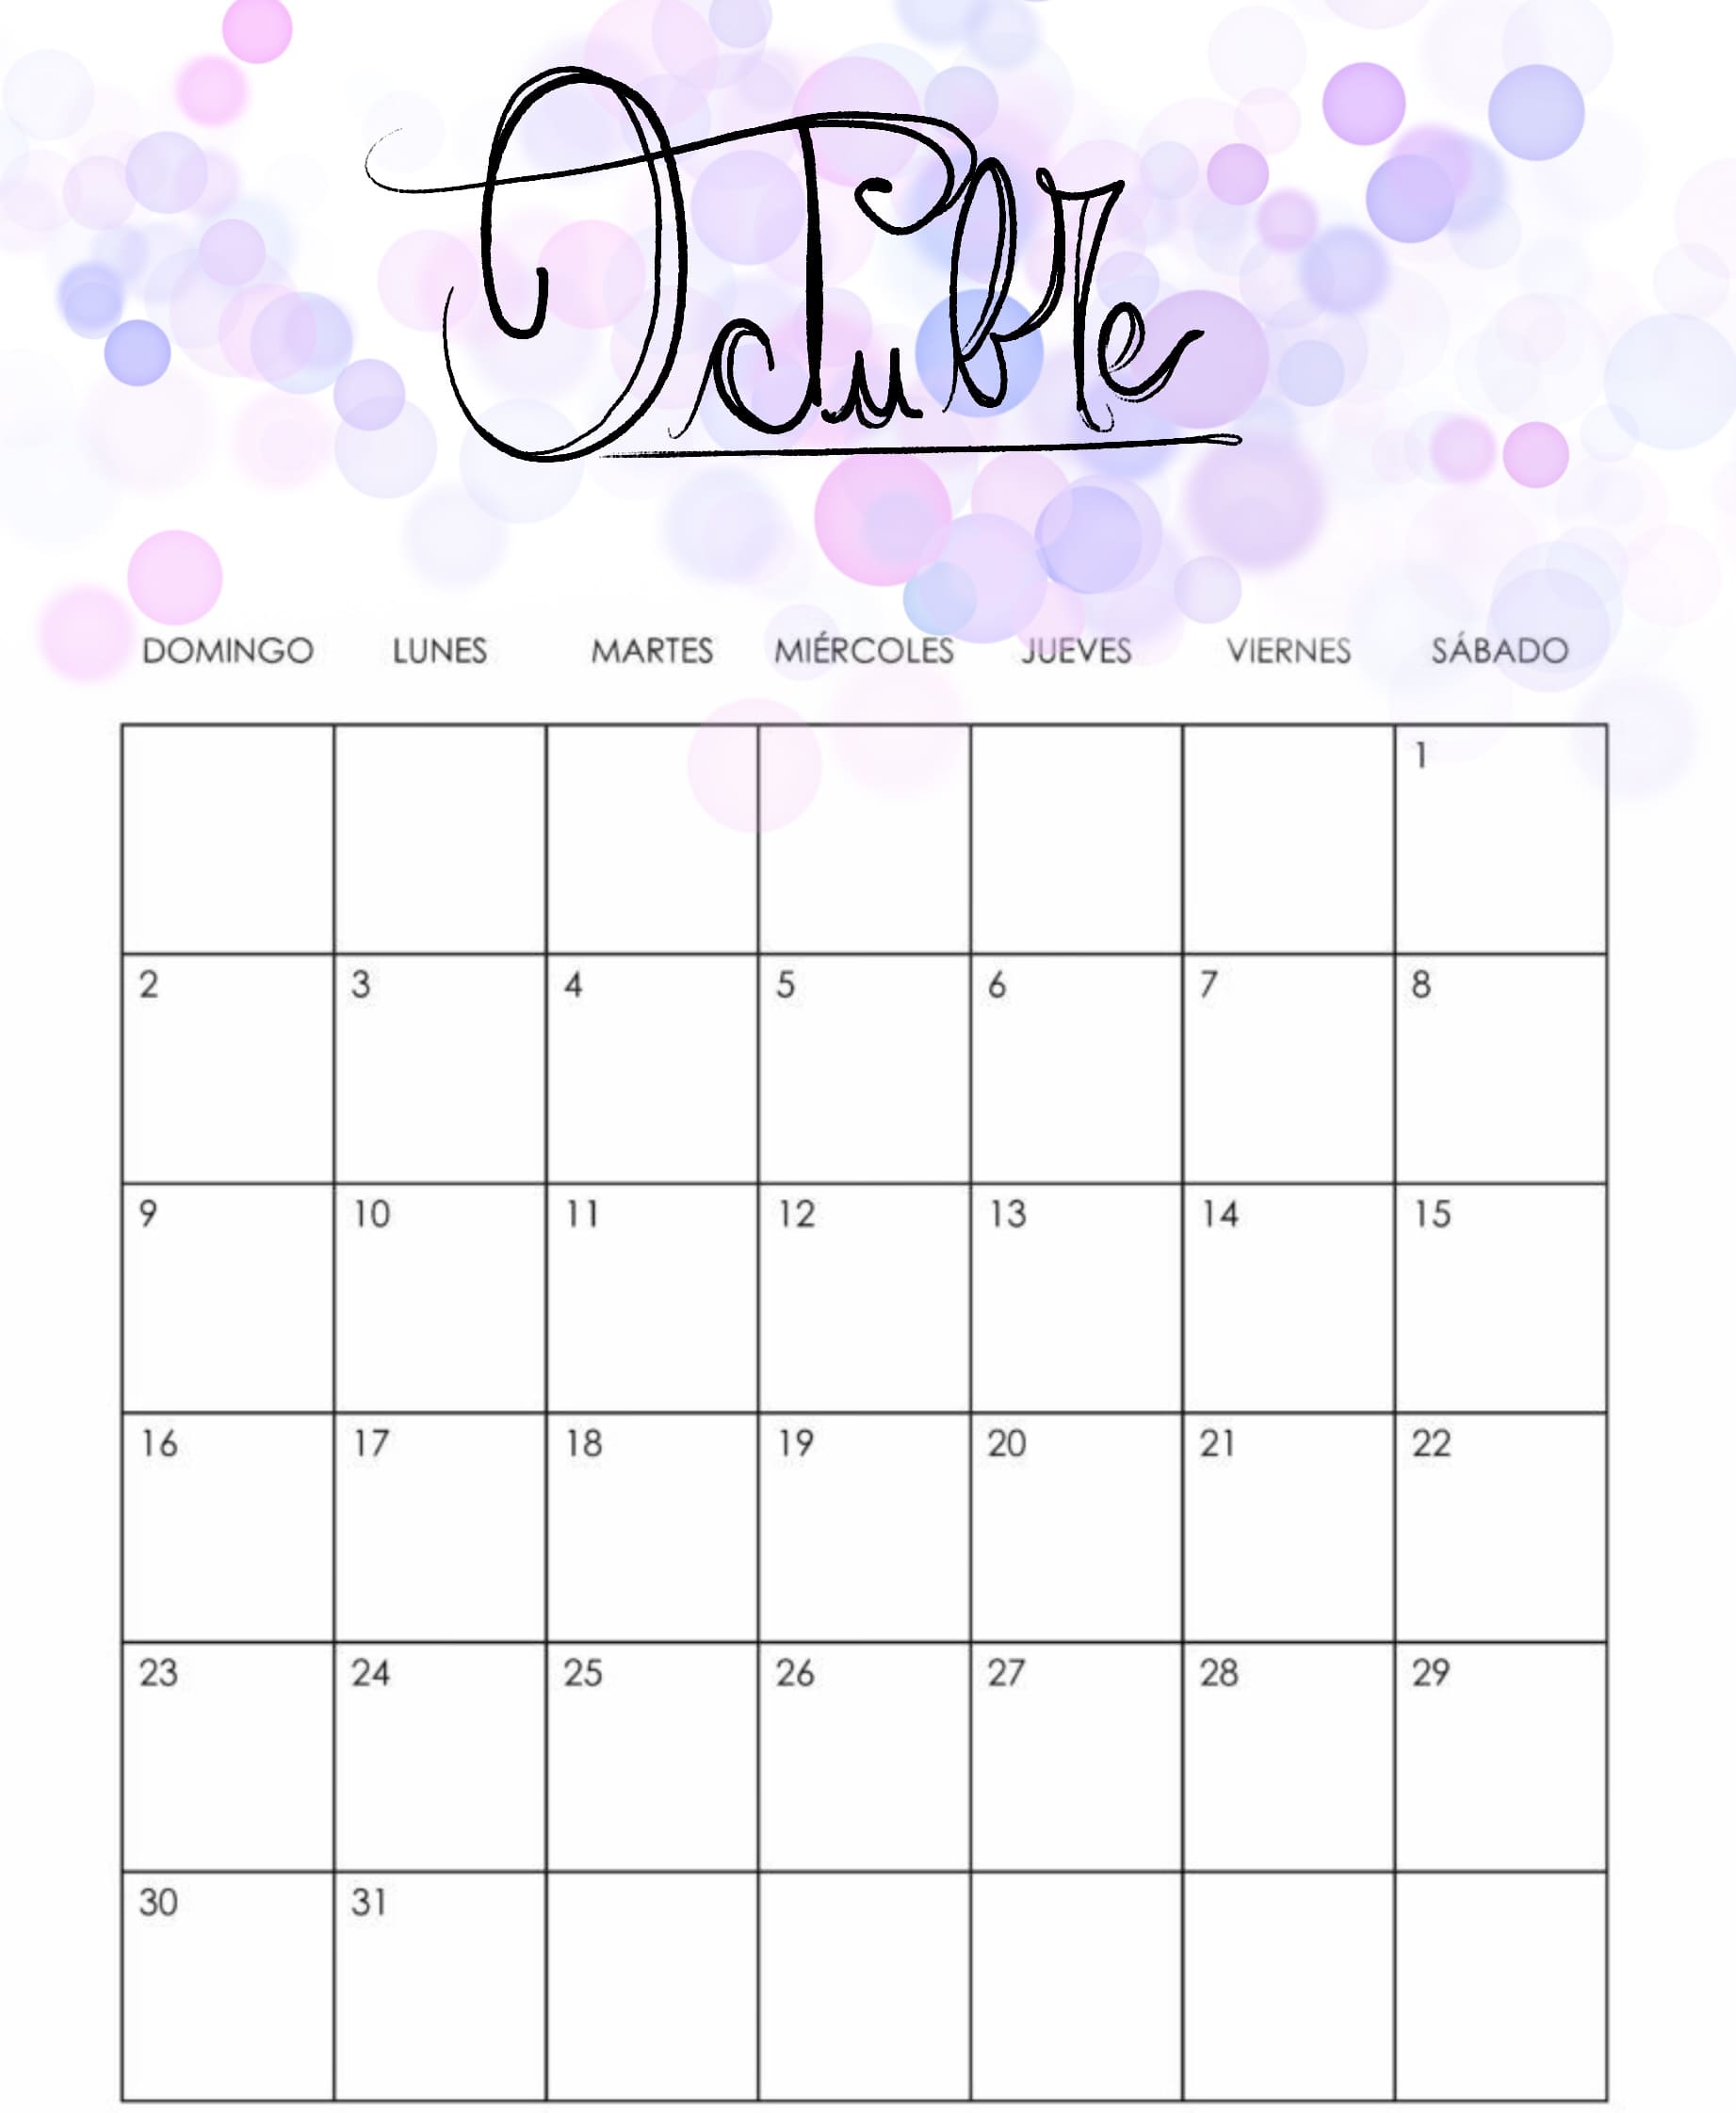 Octubre
DOMINGO LUNES MARTES MIÉRCOLES JUEVES VIERNES SÁBADO
1
2 3 4 5 6 7 8
9 10 11 12 13 14 15
16 17 18 19 20 21 22
23 24 25 26 27 28 29
30 31